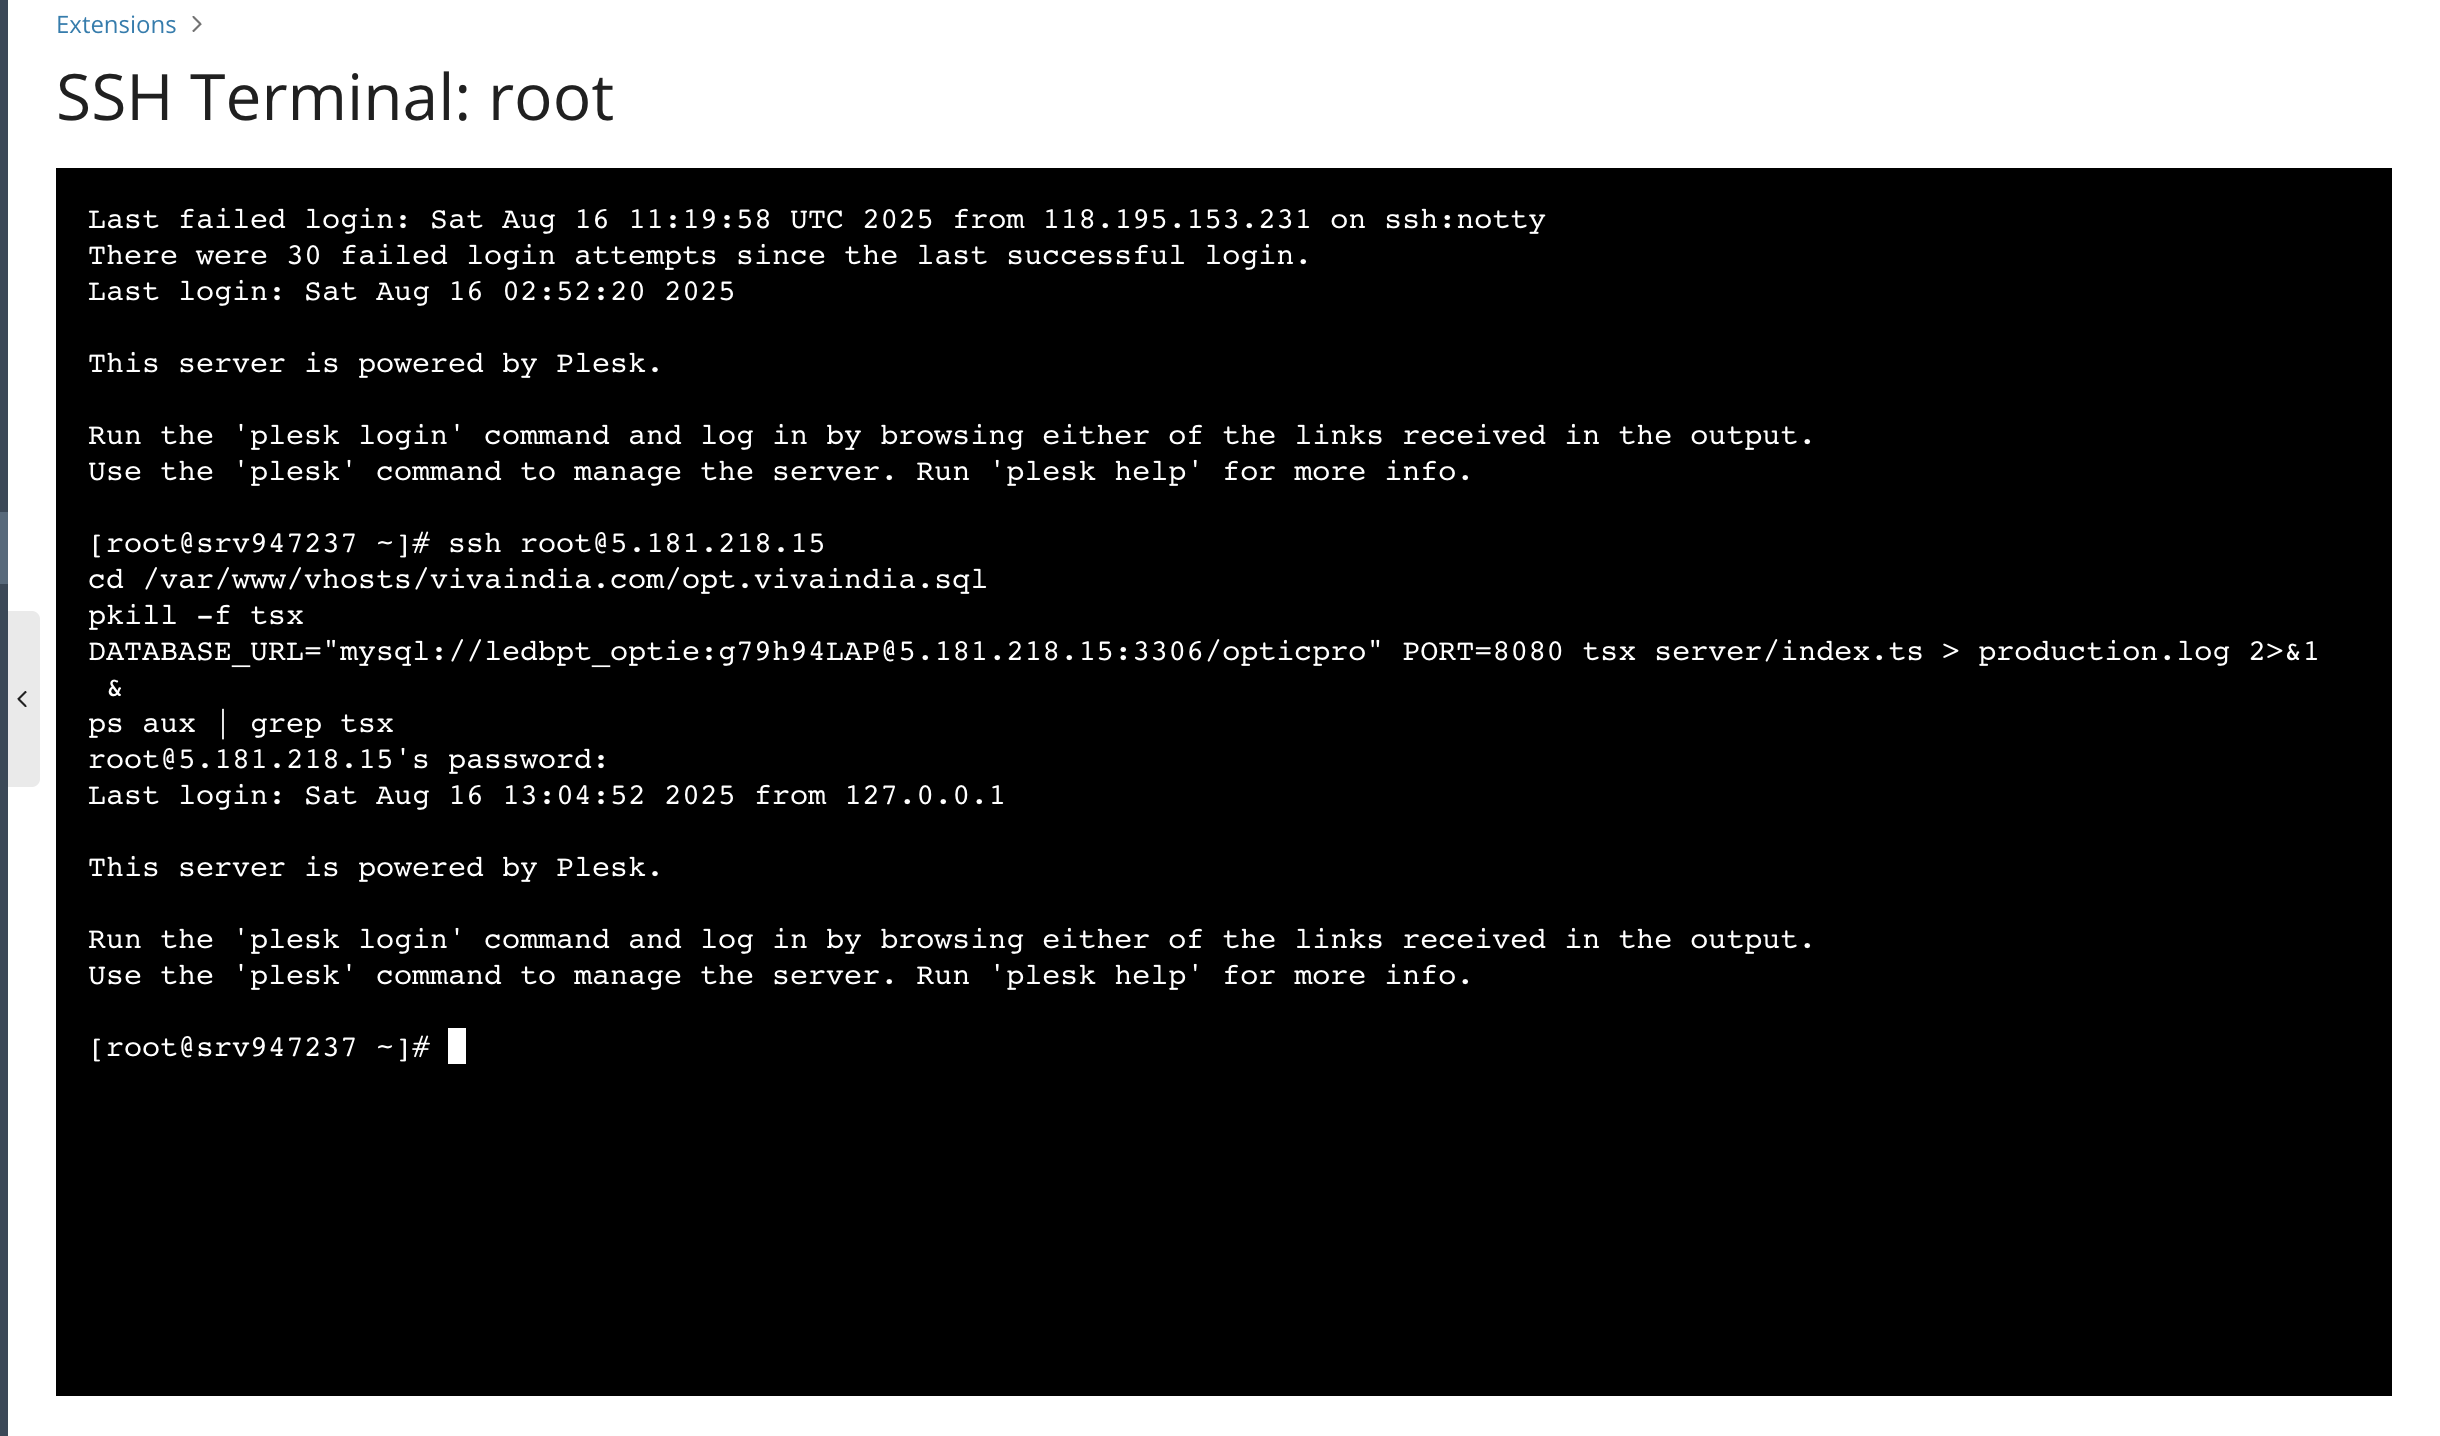 Extensions >
SSH Terminal: root
Last failed login: Sat Aug 16 11:19:58 UTC 2025 from 118.195.153.231 on ssh:notty
There were 30 failed login attempts since the last successful login.
Last login: Sat Aug 16 02:52:20 2025
This server is powered by Plesk.
Run the 'plesk login' command and log in by browsing either of the links received in the output.
Use the 'plesk' command to manage the server. Run 'plesk help' for more info.
[root@srv947237 ~]# ssh root@5.181.218.15
cd /var/www/vhosts/vivaindia.com/opt.vivaindia.sql
pkill -f tsx
DATABASE_URL="mysql://ledbpt_optie:g79h94LAP@5.181.218.15:3306/opticpro" PORT=8080 tsx server/index.ts > production.log 2>&1
&
ps aux | grep tsx
root@5.181.218.15's password:
Last login: Sat Aug 16 13:04:52 2025 from 127.0.0.1
This server is powered by Plesk.
Run the 'plesk login' command and log in by browsing either of the links received in the output.
Use the 'plesk' command to manage the server. Run 'plesk help' for more info.
[root@srv947237 ~]#